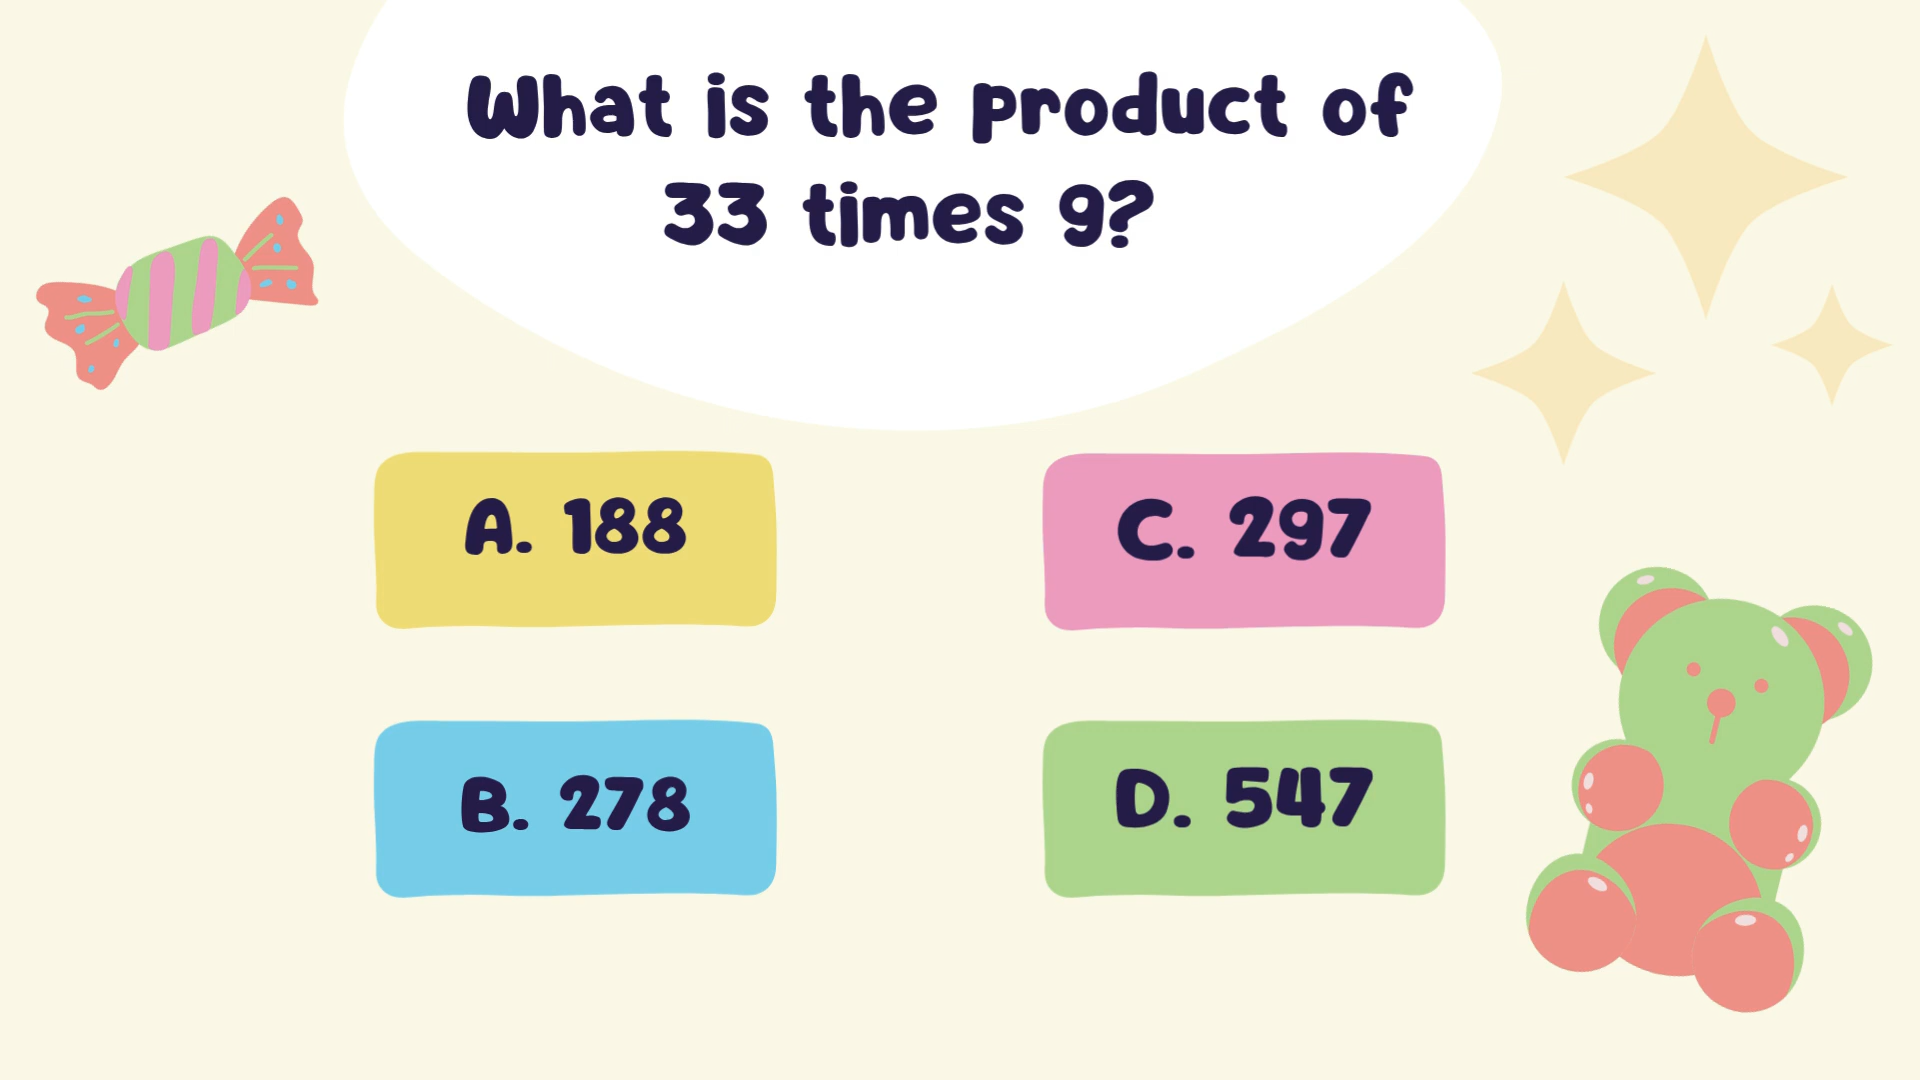 What is the product of
33 times 9?
A. 188
C. 297
B. 278
D. 547